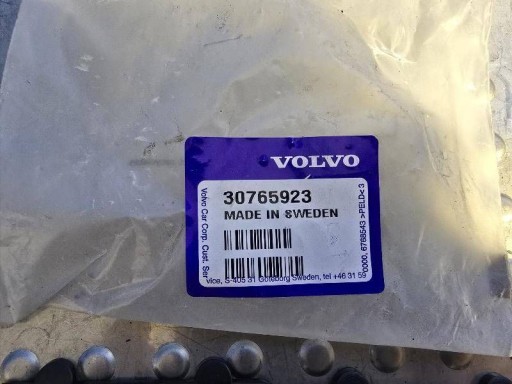 VOLVO
30765923
MADE IN SWEDEN
Volvo Car Corp. Cust. Ser
vice, S-405 31 Göteborg Sweden, tel +46 31 59
0000, 6768543 >PELD< 3